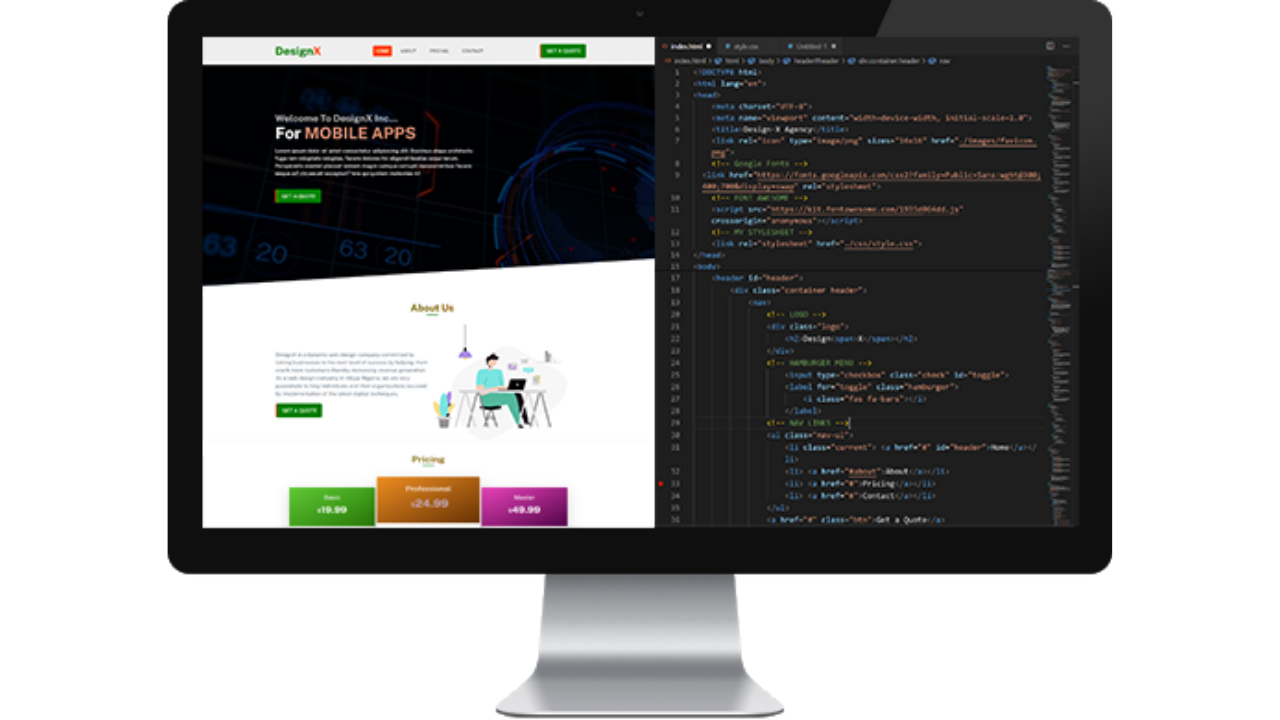 DesignX
HOME
ABOUT
PRICING
CONTACT
GET A QUOTE
Welcome To DesignX Inc...
For MOBILE APPS
GET A QUOTE
63 20 63 20
About Us
DesignX is a dynamic web design company committed to
GET A QUOTE
Pricing
Basic
$19.99
Professional
$24.99
Master
$49.99
index.html
style.css
Untitled-1
index.html > html > body > header#header > div.container.header > nav
1 <!DOCTYPE html>
2 <html lang="en">
3 <head>
4 <meta charset="UTF-8">
5 <meta name="viewport" content="width=device-width, initial-scale=1.0">
6 <title>Design-X Agency</title>
7 <link rel="icon" type="image/png" sizes="16x16" href="./images/favicon.
png">
8 <!-- Google Fonts -->
9 <link href="https://fonts.googleapis.com/css2?family=Public+Sans:wght@300;
400;700&display=swap" rel="stylesheet">
10 <!-- FONT AWESOME -->
11 <script src="
crossorigin="anonymous"></script>
12 <!-- MY STYLESHEET -->
13 <link rel="stylesheet" href="./css/style.css">
14 </head>
15 <body>
17 <header id="header">
18 <div class="container header">
19 <nav>
20 <!-- LOGO -->
21 <div class="logo">
22 <h2>Design<span>X</span></h2>
23 </div>
24 <!-- HAMBURGER MENU -->
25 <input type="checkbox" class="check" id="toggle">
26 <label for="toggle" class="hamburger">
27 <i class="fas fa-bars"></i>
28 </label>
29 <!-- NAV LINKS -->
30 <ul class="nav-ul">
31 <li class="current"> <a href="#" id="header">Home</a></
li>
32 <li> <a href="#about">About</a></li>
33 <li> <a href="#">Pricing</a></li>
34 <li> <a href="#">Contact</a></li>
35 </ul>
36 <a href="#" class="btn">Get a Quote</a>